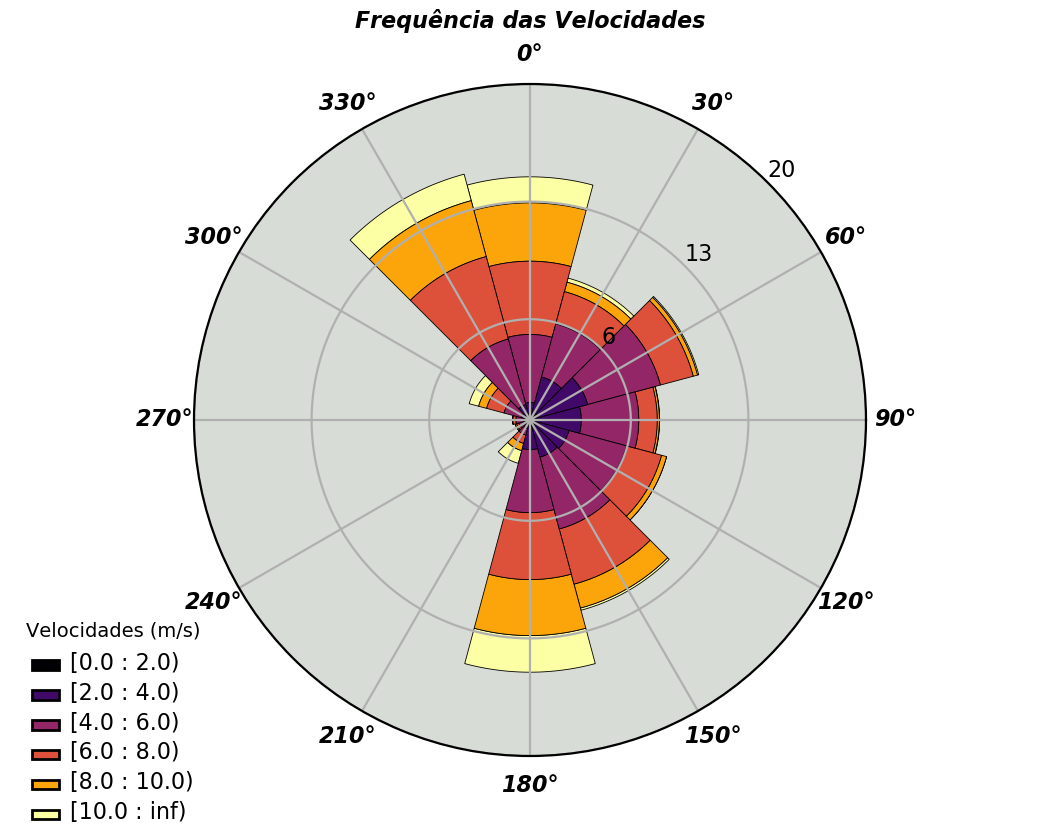 Frequência das Velocidades
0°
330°
30°
20
300°
60°
13
6
270°
90°
240°
120°
210°
150°
180°
Velocidades (m/s)
[0.0 : 2.0)
[2.0 : 4.0)
[4.0 : 6.0)
[6.0 : 8.0)
[8.0 : 10.0)
[10.0 : inf)